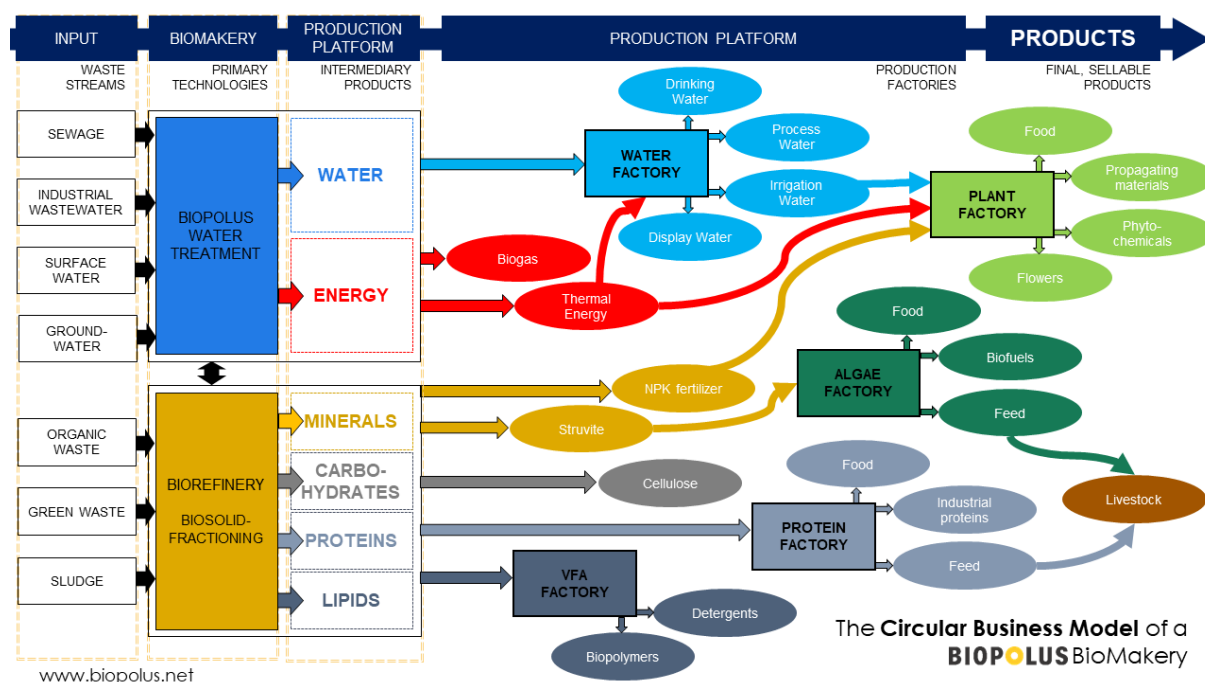 INPUT
BIOMAKERY
PRODUCTION
PLATFORM
PRODUCTION PLATFORM
PRODUCTS
WASTE
STREAMS
PRIMARY
TECHNOLOGIES
INTERMEDIARY
PRODUCTS
PRODUCTION
FACTORIES
FINAL, SELLABLE
PRODUCTS
SEWAGE
INDUSTRIAL
WASTEWATER
SURFACE
WATER
GROUND-
WATER
ORGANIC
WASTE
GREEN WASTE
SLUDGE
BIOPOLUS
WATER
TREATMENT
BIOREFINERY
BIOSOLID-
FRACTIONING
WATER
ENERGY
MINERALS
CARBO-
HYDRATES
PROTEINS
LIPIDS
Drinking
Water
WATER
FACTORY
Process
Water
Irrigation
Water
Display Water
Biogas
Thermal
Energy
NPK fertilizer
Struvite
Cellulose
VFA
FACTORY
Detergents
Biopolymers
Food
PLANT
FACTORY
Propagating
materials
Phyto-
chemicals
Flowers
Food
ALGAE
FACTORY
Biofuels
Feed
Food
PROTEIN
FACTORY
Industrial
proteins
Feed
Livestock
The Circular Business Model of a
BIOPOLUS BioMakery
www.biopolus.net